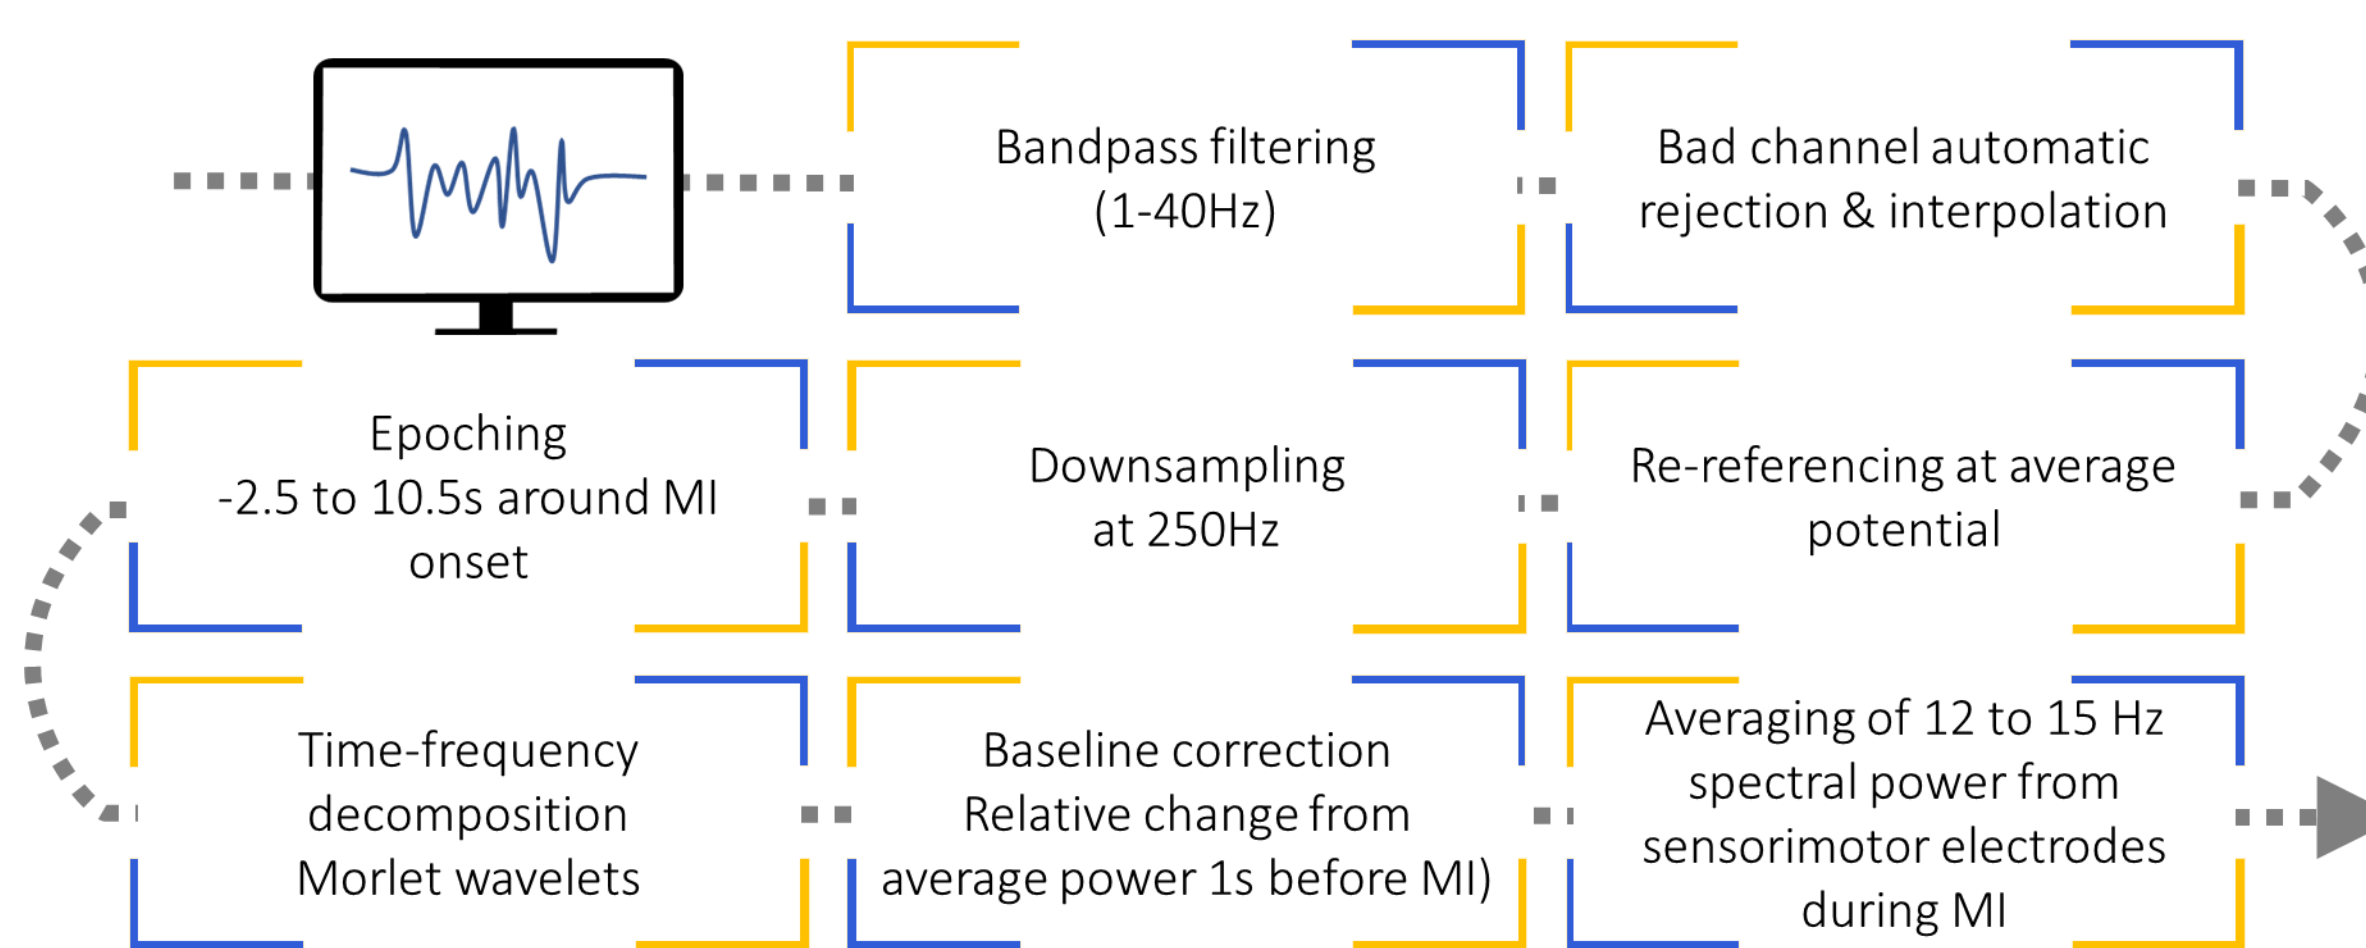 Bandpass filtering
(1-40Hz)
Bad channel automatic
rejection & interpolation
Epoching
-2.5 to 10.5s around MI
onset
Downsampling
at 250Hz
Re-referencing at average
potential
Time-frequency
decomposition
Morlet wavelets
Baseline correction
Relative change from
average power 1s before MI)
Averaging of 12 to 15 Hz
spectral power from
sensorimotor electrodes
during MI